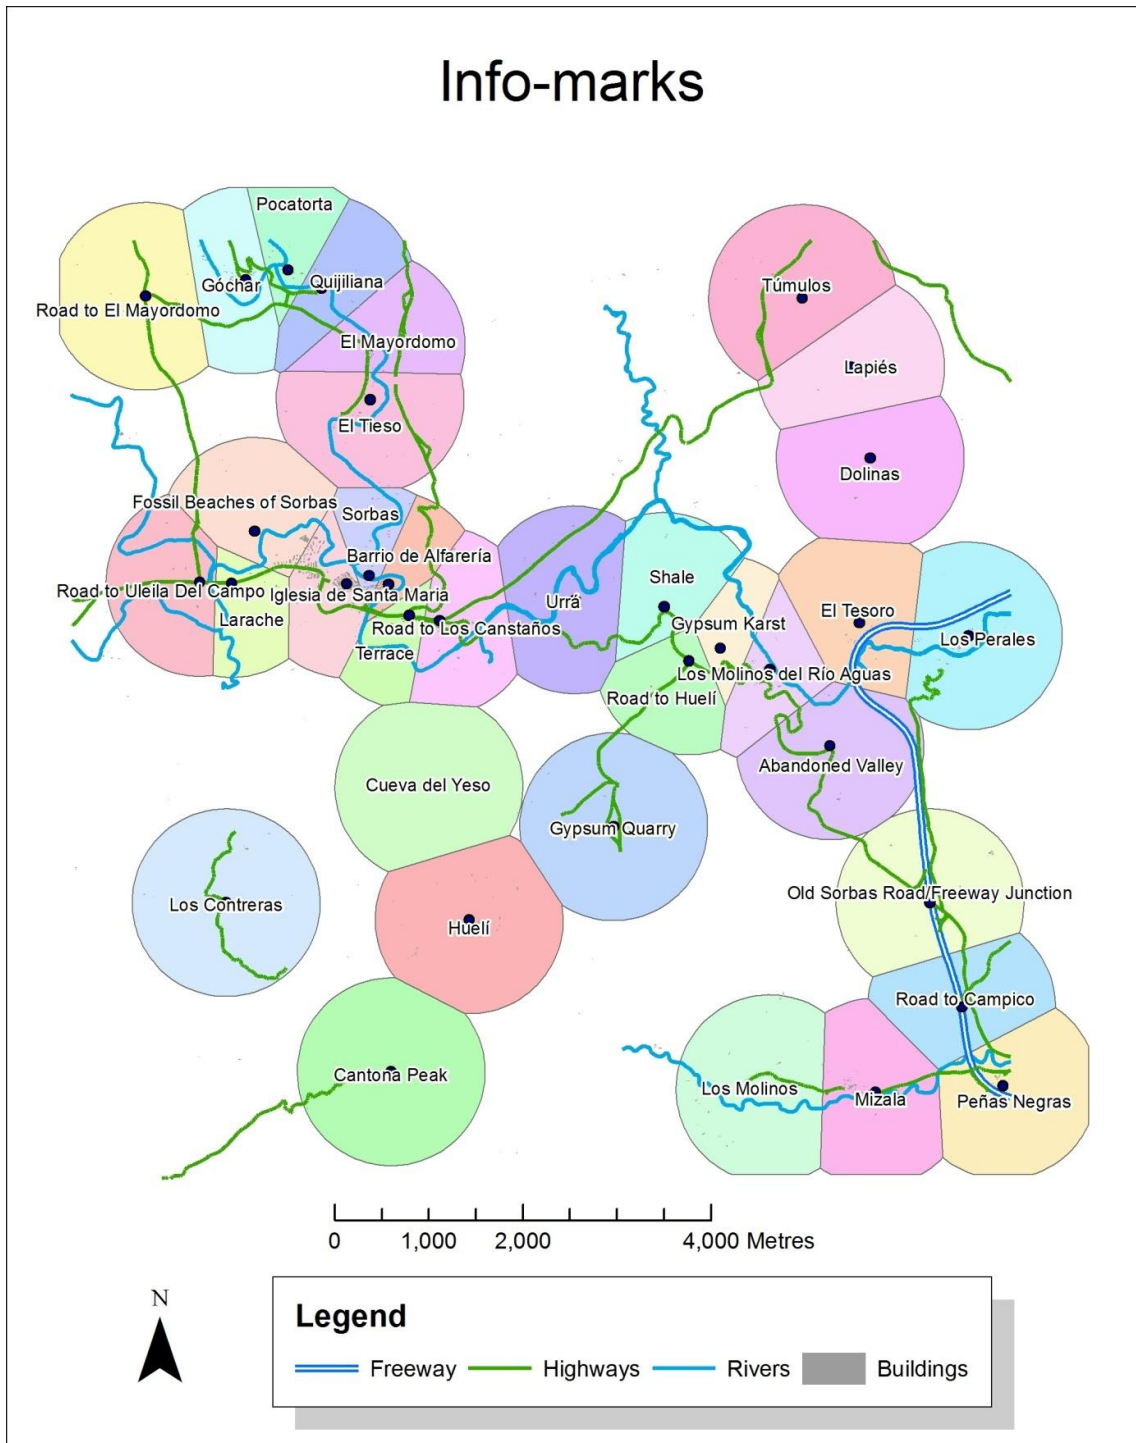 Info-marks
Pocatorta
Góchar
Quijiliana
Túmulos
Road to El Mayordomo
El Mayordomo
Lapiés
El Tieso
Dolinas
Fossil Beaches of Sorbas
Sorbas
Barrio de Alfarería
Shale
Road to Uleila Del Campo
Iglesia de Santa Maria
Urrá
El Tesoro
Larache
Road to Los Canstaños
Gypsum Karst
Los Perales
Terrace
Los Molinos del Río Aguas
Road to Huelí
Abandoned Valley
Cueva del Yeso
Gypsum Quarry
Los Contreras
Old Sorbas Road/Freeway Junction
Huelí
Road to Campico
Cantona Peak
Los Molinos
Mizala
Peñas Negras
0 1,000 2,000 4,000 Metres
N
Legend
Freeway Highways Rivers Buildings